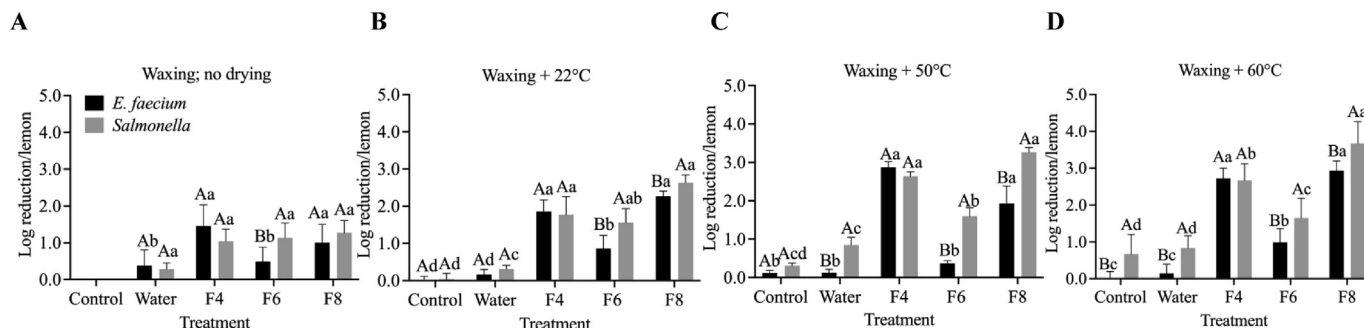 A
Waxing; no drying
Log reduction/lemon
5.0
4.0
3.0
2.0
1.0
0.0
E. faecium
Salmonella
Ab Aa Aa Aa Bb Aa Aa Aa
Control Water F4 F6 F8
Treatment
B
Waxing + 22°C
Log reduction/lemon
5.0
4.0
3.0
2.0
1.0
0.0
Ad Ad Ad Ac Aa Aa Bb Aab Ba Aa
Control Water F4 F6 F8
Treatment
C
Waxing + 50°C
Log reduction/lemon
5.0
4.0
3.0
2.0
1.0
0.0
Ab Acd Bb Ac Aa Aa Bb Ab Ba Aa
Control Water F4 F6 F8
Treatment
D
Waxing + 60°C
Log reduction/lemon
5.0
4.0
3.0
2.0
1.0
0.0
Bc Ad Bc Ad Aa Ab Bb Ac Ba Aa
Control Water F4 F6 F8
Treatment